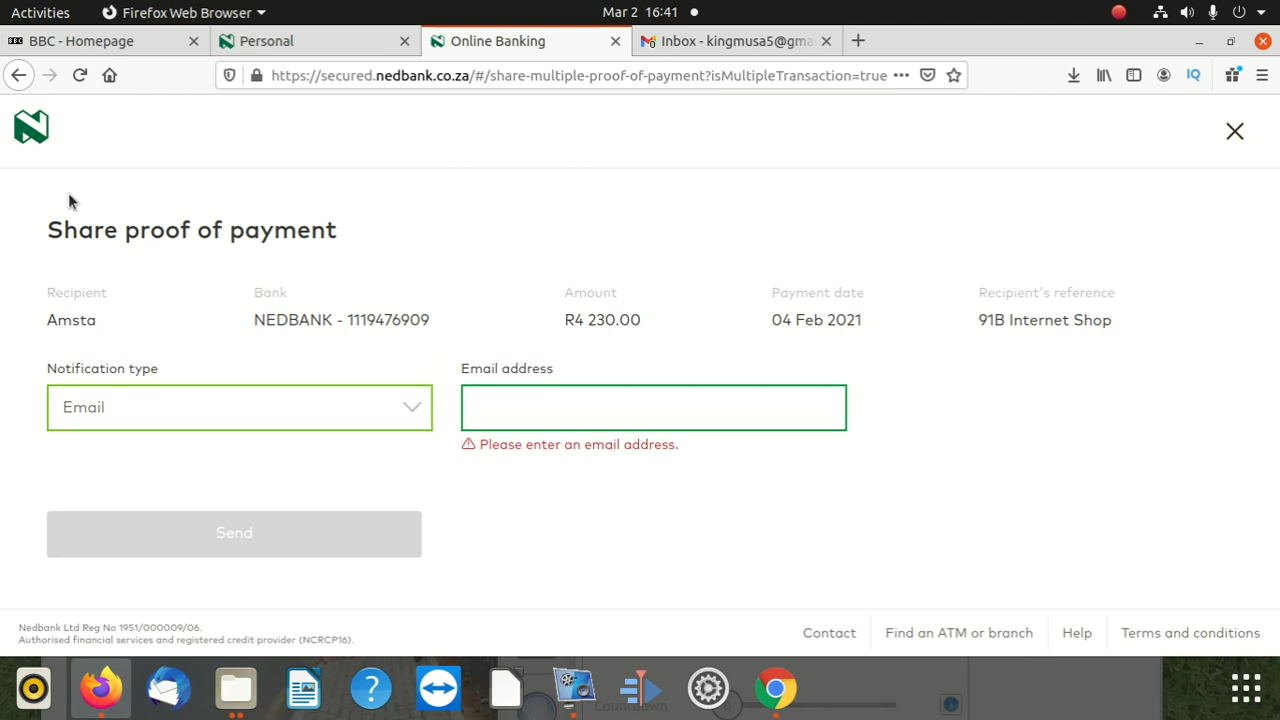 Activities Firefox Web Browser Mar 2 16:41
BBC BBC - Homepage Personal Online Banking Inbox - kingmusa5@gma
https://secured.nedbank.co.za/#/share-multiple-proof-of-payment?isMultipleTransaction=true IQ
Share proof of payment
Recipient Bank Amount Payment date Recipient's reference
Amsta NEDBANK - 1119476909 R4 230.00 04 Feb 2021 91B Internet Shop
Notification type Email address
Email
Please enter an email address.
Send
Nedbank Ltd Reg No 1951/000009/06.
Authorised financial services and registered credit provider (NCRCP16).
Contact Find an ATM or branch Help Terms and conditions
Countdown